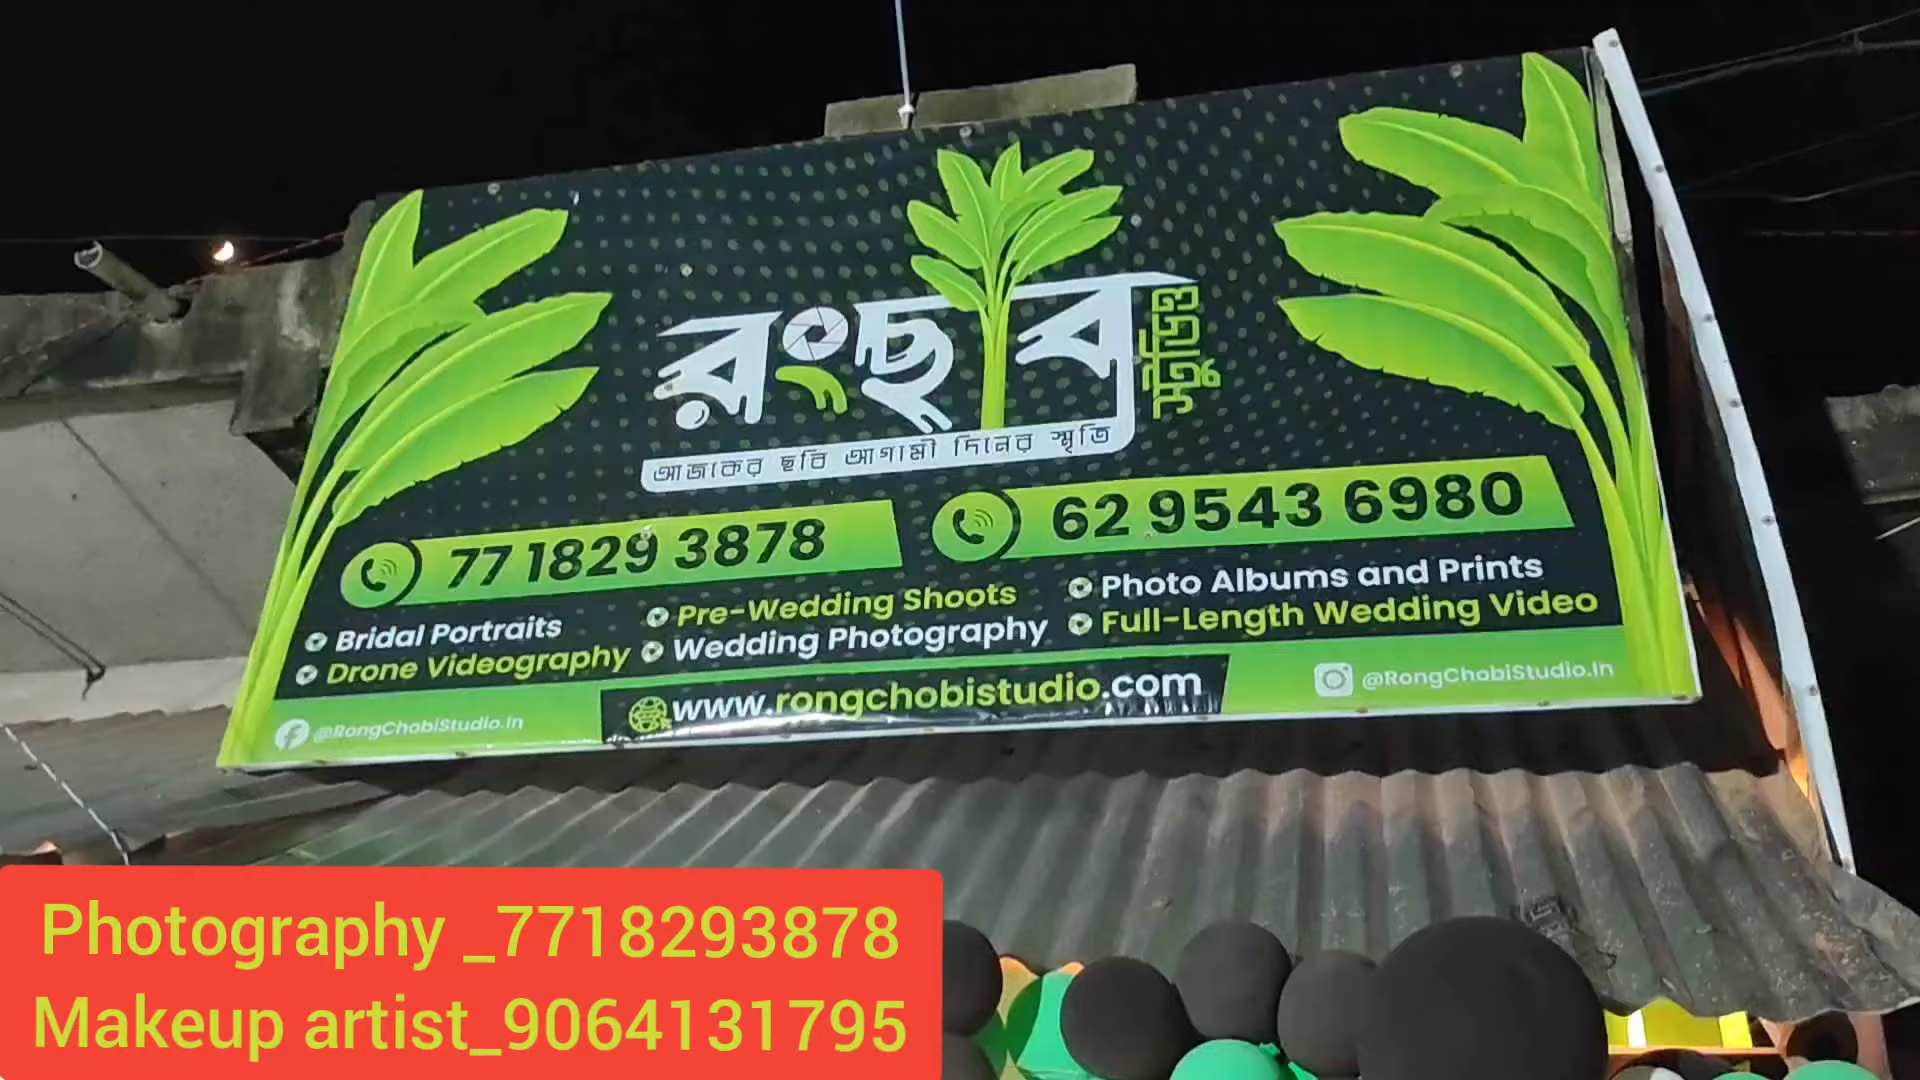 রংছবি
স্টুডিও
আজকের ছবি আগামী দিনের স্মৃতি
77 1829 3878
62 9543 6980
Bridal Portraits
Pre-Wedding Shoots
Photo Albums and Prints
Drone Videography
Wedding Photography
Full-Length Wedding Video
@RongChobiStudio.In
www.rongchobistudio.com
@RongChobiStudio.In
Photography _7718293878
Makeup artist_9064131795